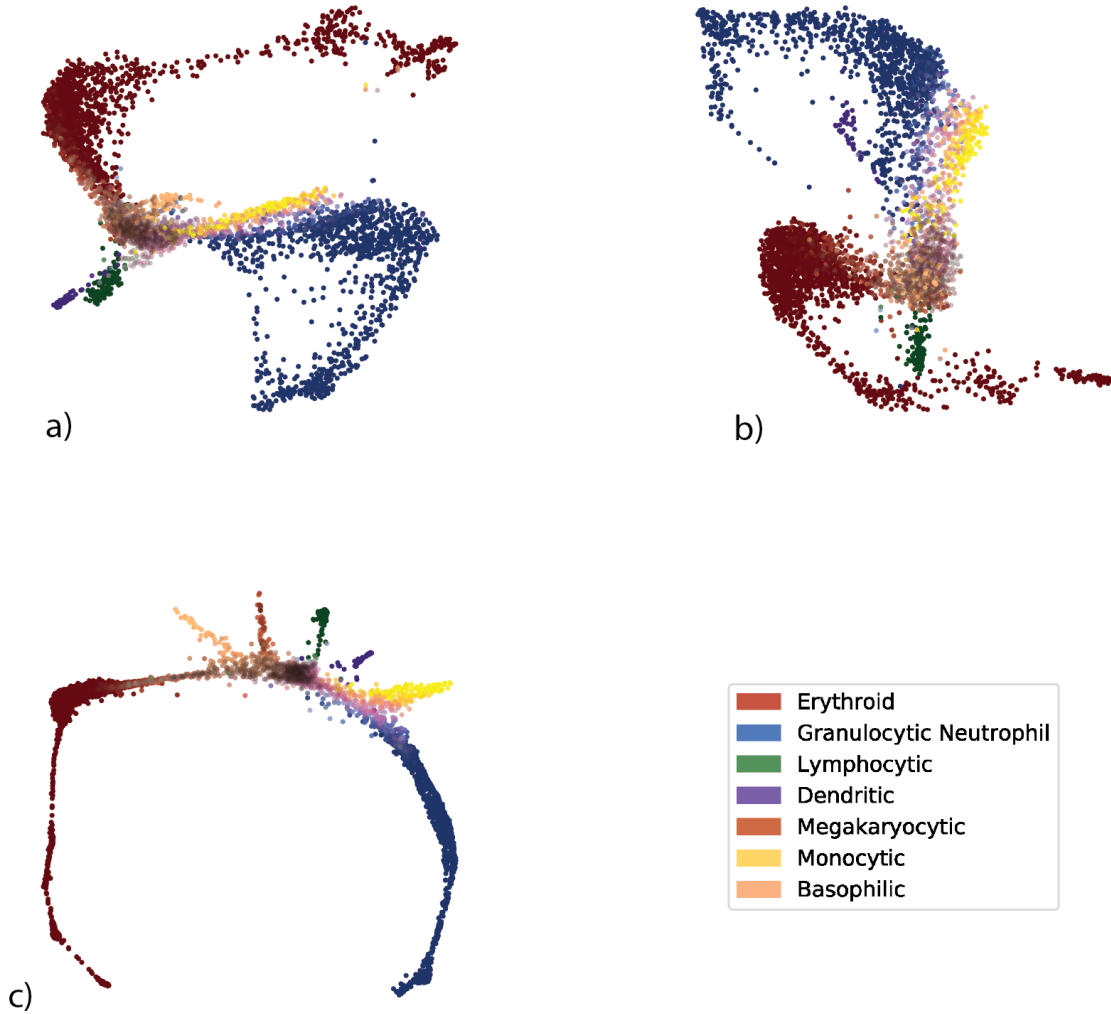 a)
b)
c)
Erythroid
Granulocytic Neutrophil
Lymphocytic
Dendritic
Megakaryocytic
Monocytic
Basophilic